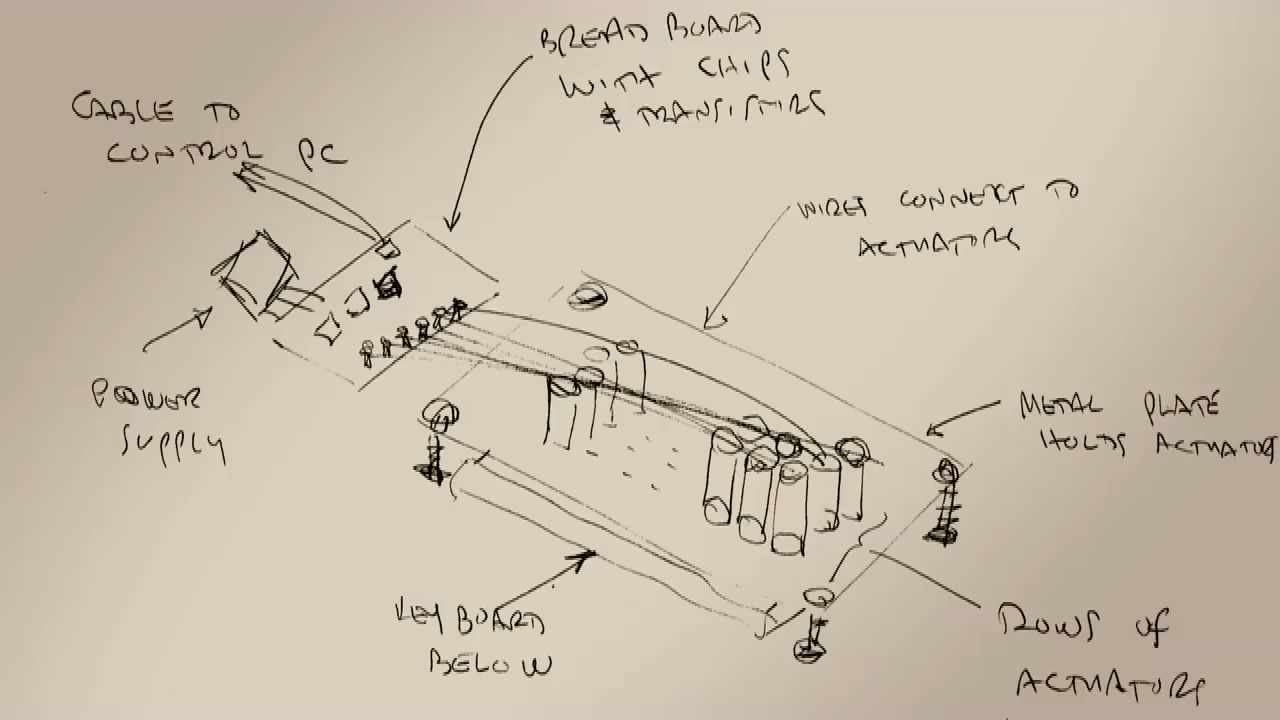 BREAD BOARD
WITH CHIPS
& TRANSISTORS
CABLE TO
CONTROL PC
WIRES CONNECT TO
ACTUATORS
POWER
SUPPLY
METAL PLATE
HOLDS ACTUATORS
KEYBOARD
BELOW
ROWS of
ACTUATORS